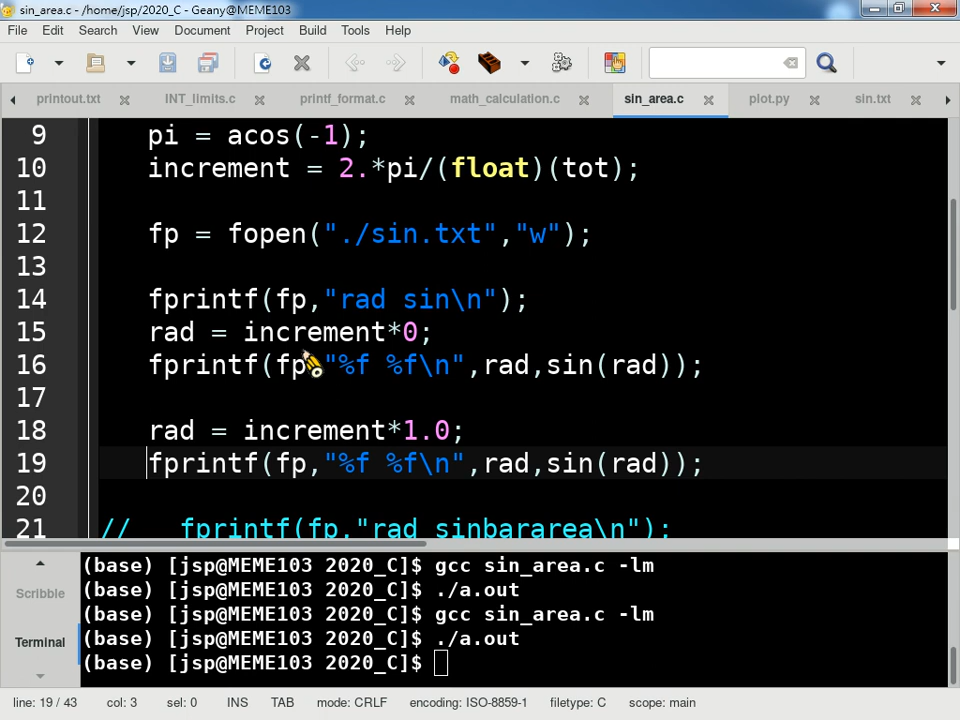 sin_area.c - /home/jsp/2020_C - Geany@MEME103
File Edit Search View Document Project Build Tools Help
printout.txt INT_limits.c printf_format.c math_calculation.c sin_area.c plot.py sin.txt
9 pi = acos(-1);
10 increment = 2.*pi/(float)(tot);
11
12 fp = fopen("./sin.txt","w");
13
14 fprintf(fp,"rad sin\n");
15 rad = increment*0;
16 fprintf(fp,"%f %f\n",rad,sin(rad));
17
18 rad = increment*1.0;
19 fprintf(fp,"%f %f\n",rad,sin(rad));
20
21 // fprintf(fp,"rad sinbararea\n");
(base) [jsp@MEME103 2020_C]$ gcc sin_area.c -lm
(base) [jsp@MEME103 2020_C]$ ./a.out
(base) [jsp@MEME103 2020_C]$ gcc sin_area.c -lm
(base) [jsp@MEME103 2020_C]$ ./a.out
(base) [jsp@MEME103 2020_C]$
Scribble
Terminal
line: 19 / 43 col: 3 sel: 0 INS TAB mode: CRLF encoding: ISO-8859-1 filetype: C scope: main